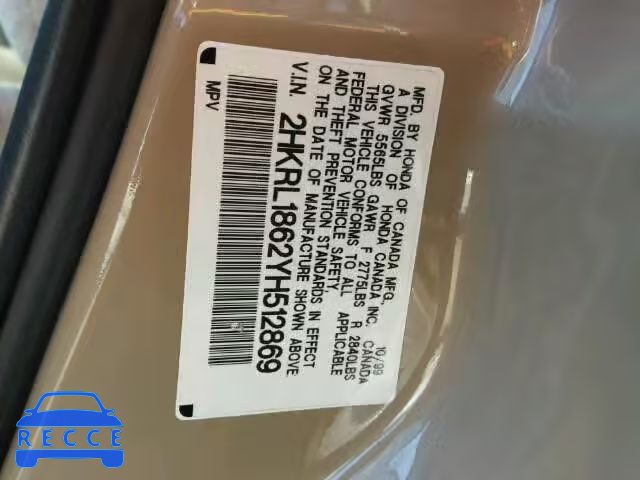 MFD. BY HONDA OF CANADA MFG.,
A DIVISION OF HONDA CANADA INC. 10/99
GVWR 5565LBS GAWR F 2775LBS R 2840LBS
THIS VEHICLE CONFORMS TO ALL APPLICABLE CANADA
FEDERAL MOTOR VEHICLE SAFETY
AND THEFT PREVENTION STANDARDS IN EFFECT
ON THE DATE OF MANUFACTURE SHOWN ABOVE
V.I.N. 2HKRL1862YH512869
MPV
RECCE